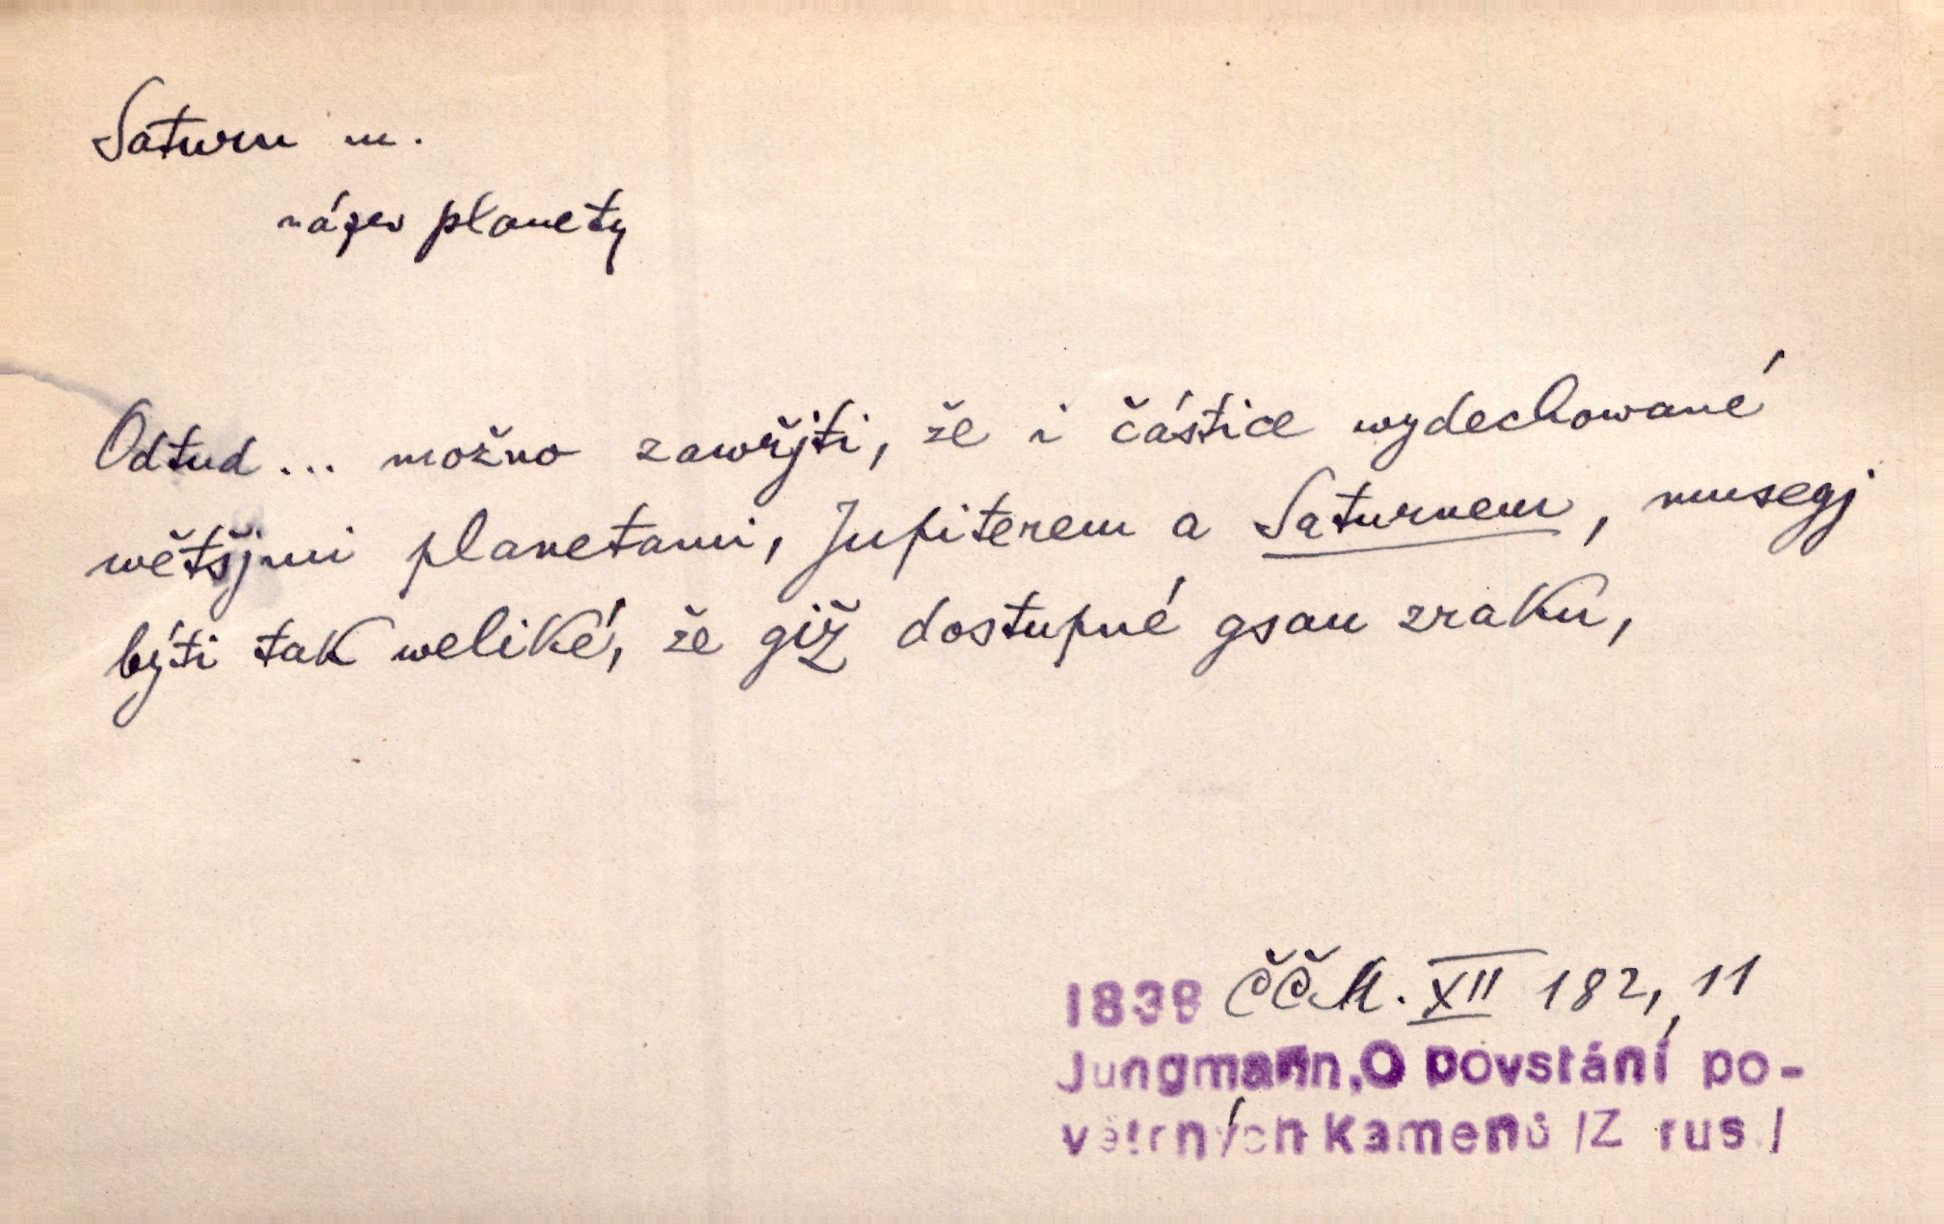 Saturn m.
název planety
Odtud... možno zawřjti, že i částice wydechowané
wětšjmi planetami, Jupiterem a Saturnem, musegj
býti tak weliké, že giž dostupné gsau zraku,
1838 ČČM. XII 182, 11
Jungmann, O povstání po-
větrných kamenů /Z rus./